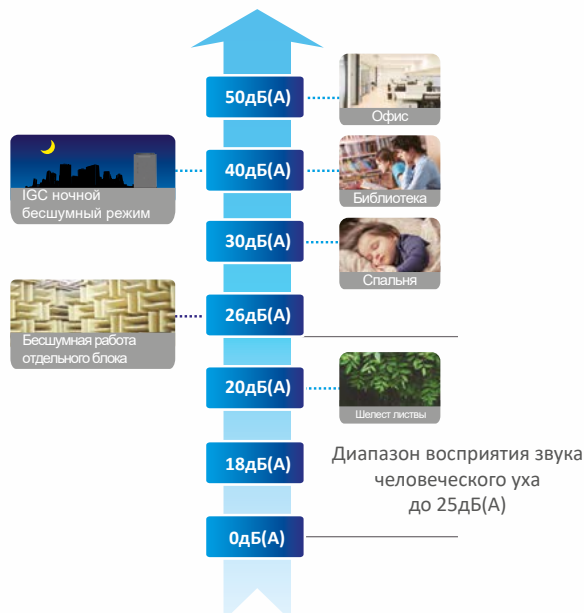 50дБ(А)
Офис
40дБ(А)
IGC ночной
бесшумный режим
Библиотека
30дБ(А)
Спальня
26дБ(А)
Бесшумная работа
отдельного блока
20дБ(А)
Шелест листвы
18дБ(А)
Диапазон восприятия звука
человеческого уха
до 25дБ(А)
0дБ(А)